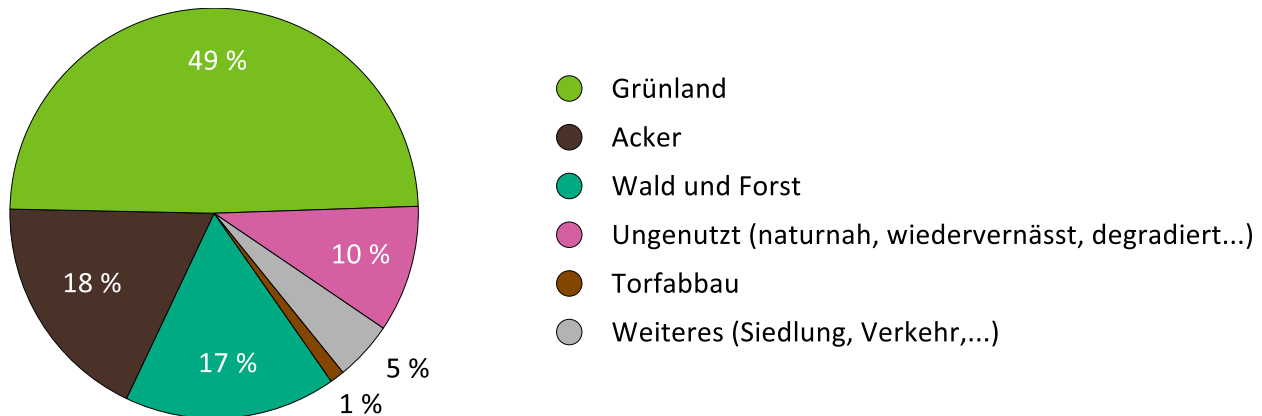 49 %
10 %
18 %
17 %
5 %
1 %
Grünland
Acker
Wald und Forst
Ungenutzt (naturnah, wiedervernässt, degradiert...)
Torfabbau
Weiteres (Siedlung, Verkehr,...)